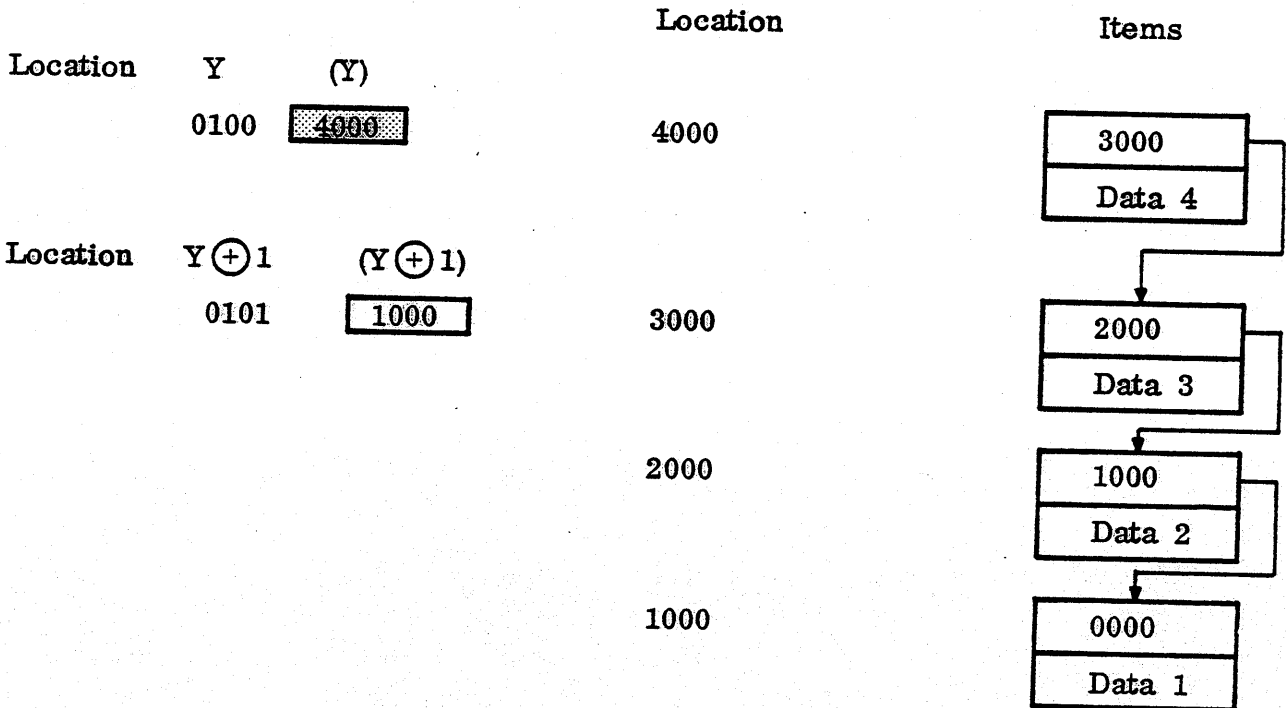 Location Items
Location Y (Y)
0100 4000 4000 3000
Data 4
Location Y ⊕ 1 (Y ⊕ 1)
0101 1000 3000 2000
Data 3
2000 1000
Data 2
1000 0000
Data 1